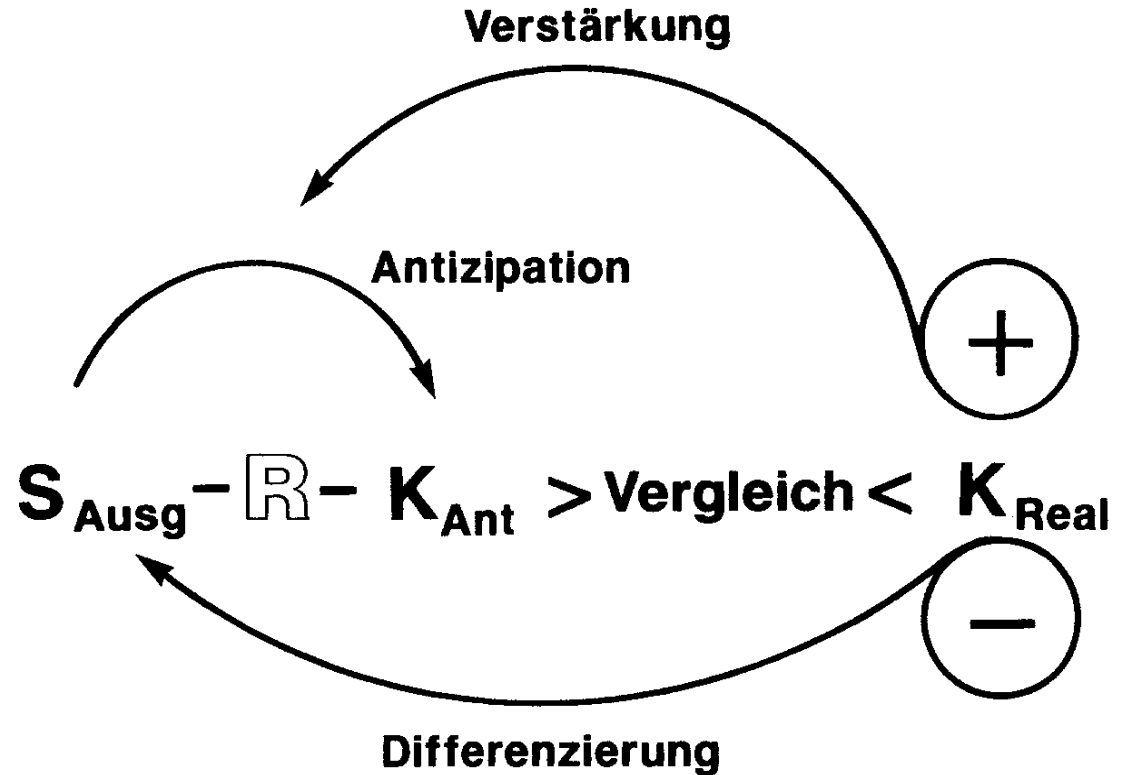 Verstärkung
Antizipation
+
S Ausg – R – K Ant > Vergleich < K Real
–
Differenzierung